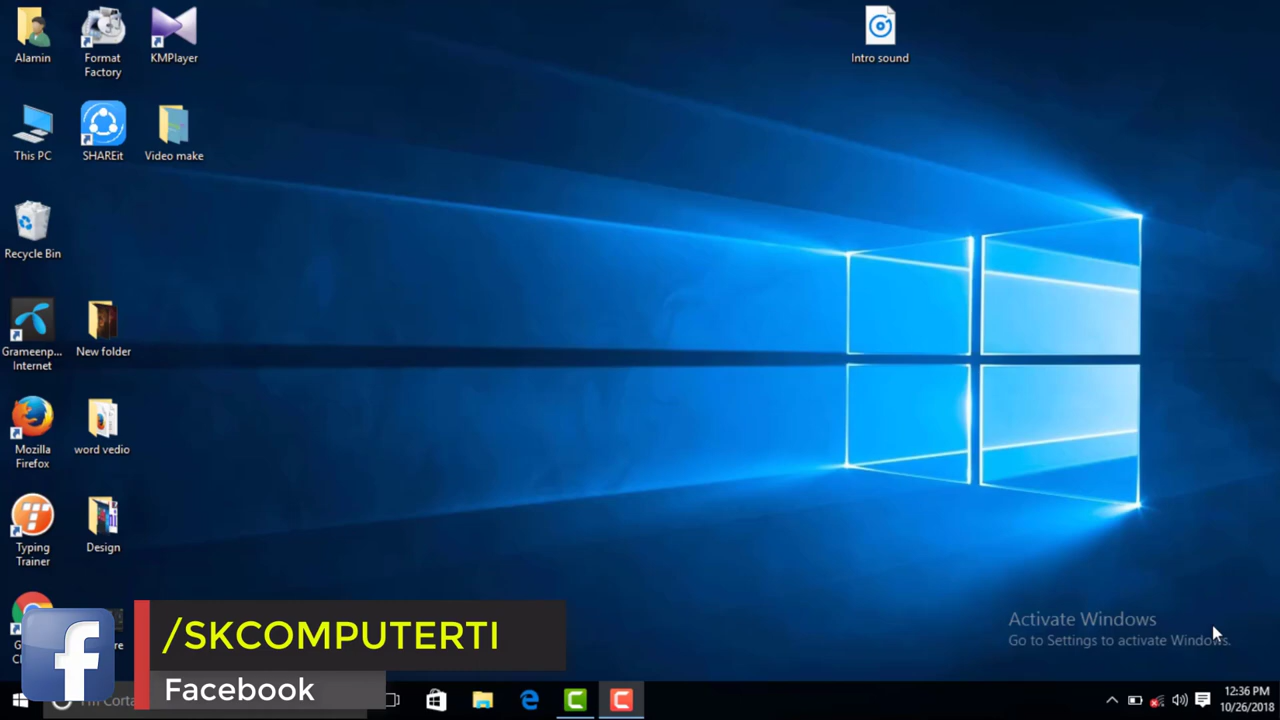 Alamin
Format
Factory
KMPlayer
Intro sound
This PC
SHAREit
Video make
Recycle Bin
Grameenp...
Internet
New folder
Mozilla
Firefox
word vedio
Typing
Trainer
Design
/SKCOMPUTERTI
Facebook
Activate Windows
Go to Settings to activate Windows.
12:36 PM
10/26/2018